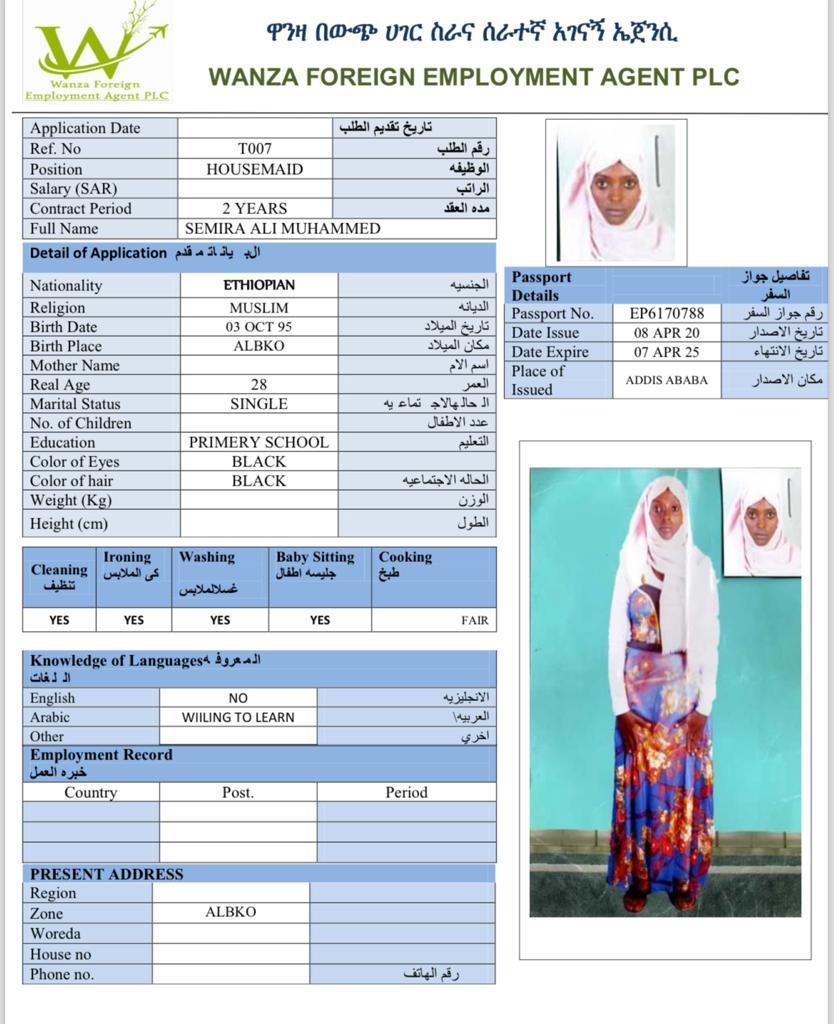 Wanza Foreign
Employment Agent PLC
ዋንዛ በውጭ ሀገር ስራና ሰራተኛ አገናኝ ኤጀንሲ
WANZA FOREIGN EMPLOYMENT AGENT PLC
Application Date تاريخ تقديم الطلب
Ref. No T007 رقم الطلب
Position HOUSEMAID الوظيفه
Salary (SAR) الراتب
Contract Period 2 YEARS مده العقد
Full Name SEMIRA ALI MUHAMMED
Detail of Application الب يانات مقدم
Nationality ETHIOPIAN الجنسيه
Religion MUSLIM الديانه
Birth Date 03 OCT 95 تاريخ الميلاد
Birth Place ALBKO مكان الميلاد
Mother Name اسم الام
Real Age 28 العمر
Marital Status SINGLE الحالهالاجتماعيه
No. of Children عدد الاطفال
Education PRIMERY SCHOOL التعليم
Color of Eyes BLACK
Color of hair BLACK الحاله الاجتماعيه
Weight (Kg) الوزن
Height (cm) الطول
Passport Details تفاصيل جواز السفر
Passport No. EP6170788 رقم جواز السفر
Date Issue 08 APR 20 تاريخ الاصدار
Date Expire 07 APR 25 تاريخ الانتهاء
Place of Issued ADDIS ABABA مكان الاصدار
Cleaning تنظيف
Ironing كى الملابس
Washing غسلالملابس
Baby Sitting جليسه اطفال
Cooking طبخ
YES YES YES YES FAIR
Knowledge of Languages المعروفه
اللغات
English NO الانجليزيه
Arabic WIILING TO LEARN العربيه\
Other اخري
Employment Record
خبره العمل
Country Post. Period
PRESENT ADDRESS
Region
Zone ALBKO
Woreda
House no
Phone no. رقم الهاتف